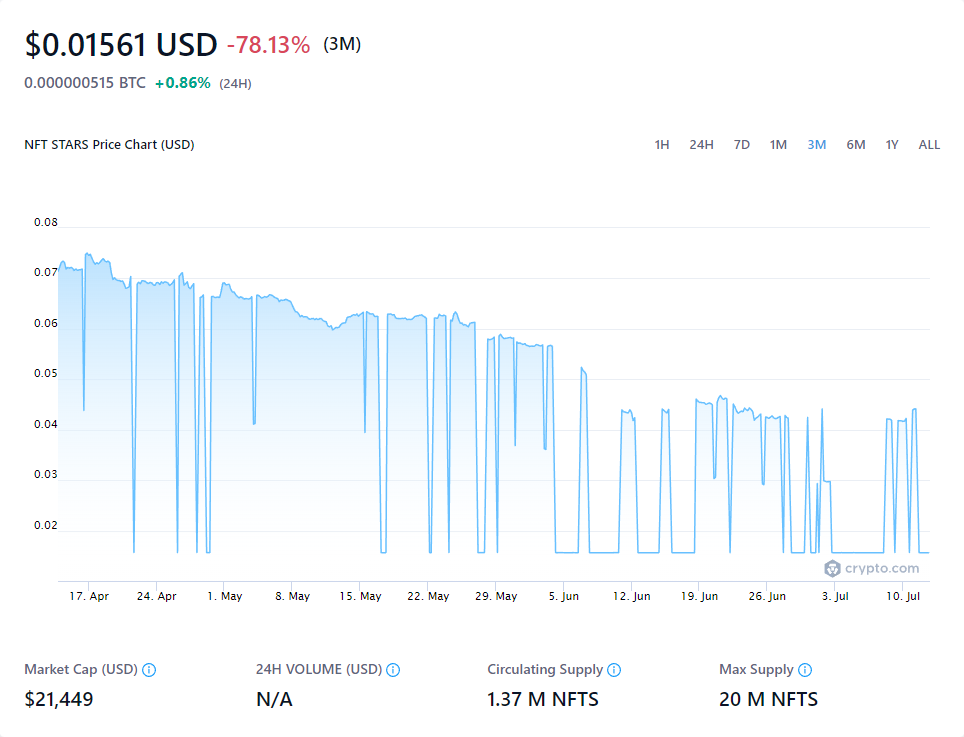 $0.01561 USD -78.13% (3M)
0.000000515 BTC +0.86% (24H)
NFT STARS Price Chart (USD) 1H 24H 7D 1M 3M 6M 1Y ALL
0.08
0.07
0.06
0.05
0.04
0.03
0.02
crypto.com
17. Apr 24. Apr 1. May 8. May 15. May 22. May 29. May 5. Jun 12. Jun 19. Jun 26. Jun 3. Jul 10. Jul
Market Cap (USD) 24H VOLUME (USD) Circulating Supply Max Supply
$21,449 N/A 1.37 M NFTS 20 M NFTS